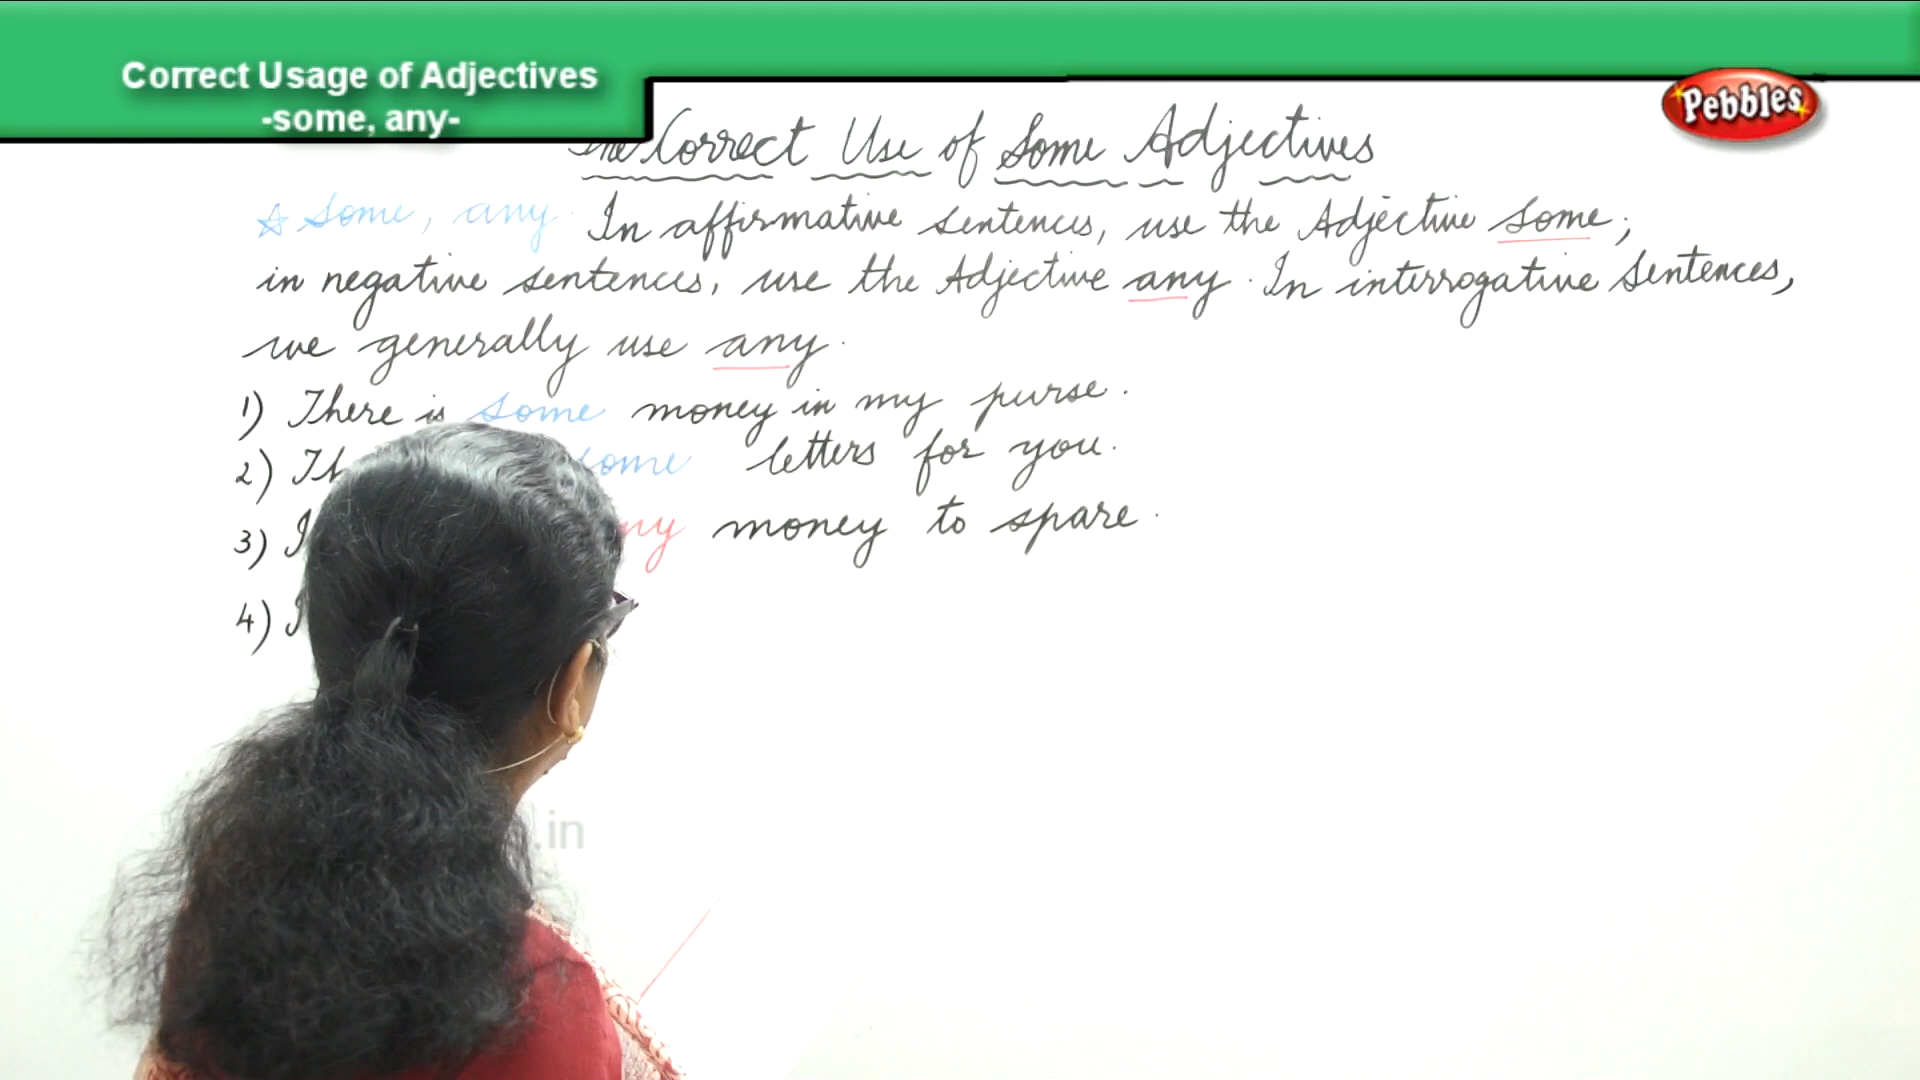 Correct Usage of Adjectives
-some, any-
Pebbles
The Correct Use of Some Adjectives
☆ Some, any. In affirmative sentences, use the Adjective some;
in negative sentences, use the Adjective any. In interrogative sentences,
we generally use any.
1) There is some money in my purse.
2) Th some letters for you.
3) I ny money to spare.
4) I
.in